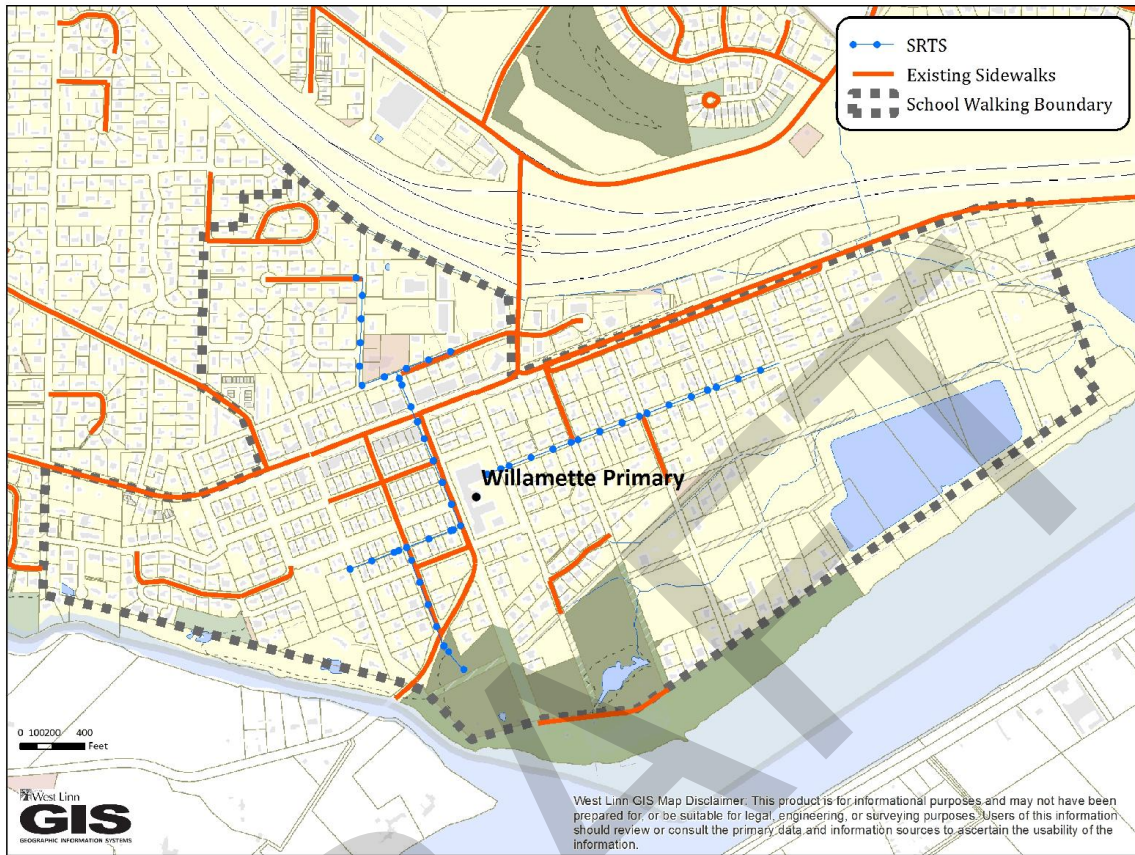 SRTS
Existing Sidewalks
School Walking Boundary
Willamette Primary
0 100200 400
Feet
West Linn
GIS
GEOGRAPHIC INFORMATION SYSTEMS
West Linn GIS Map Disclaimer: This product is for informational purposes and may not have been
prepared for, or be suitable for legal, engineering, or surveying purposes. Users of this information
should review or consult the primary data and information sources to ascertain the usability of the
information.
DRAFT